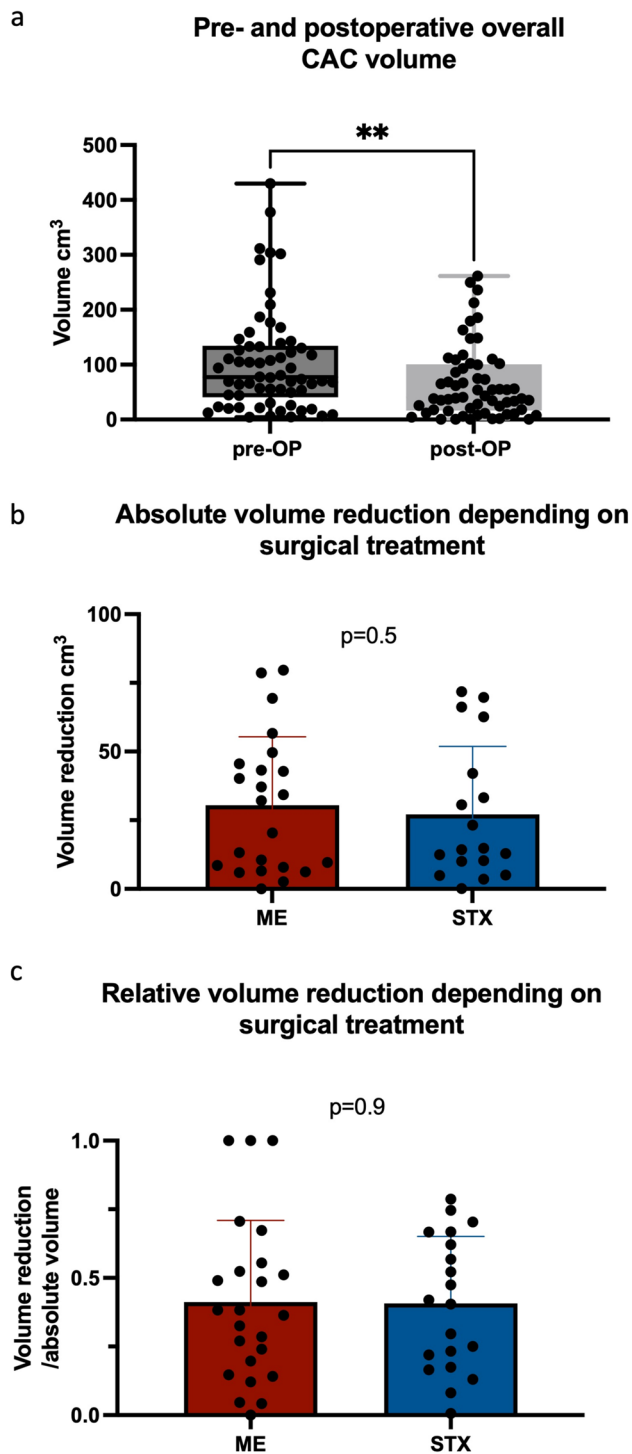 a
Pre- and postoperative overall
CAC volume
**
500
400
300
200
100
0
Volume cm³
pre-OP
post-OP
b
Absolute volume reduction depending on
surgical treatment
p=0.5
100
50
0
Volume reduction cm³
ME
STX
c
Relative volume reduction depending on
surgical treatment
p=0.9
1.0
0.5
0.0
Volume reduction
/absolute volume
ME
STX